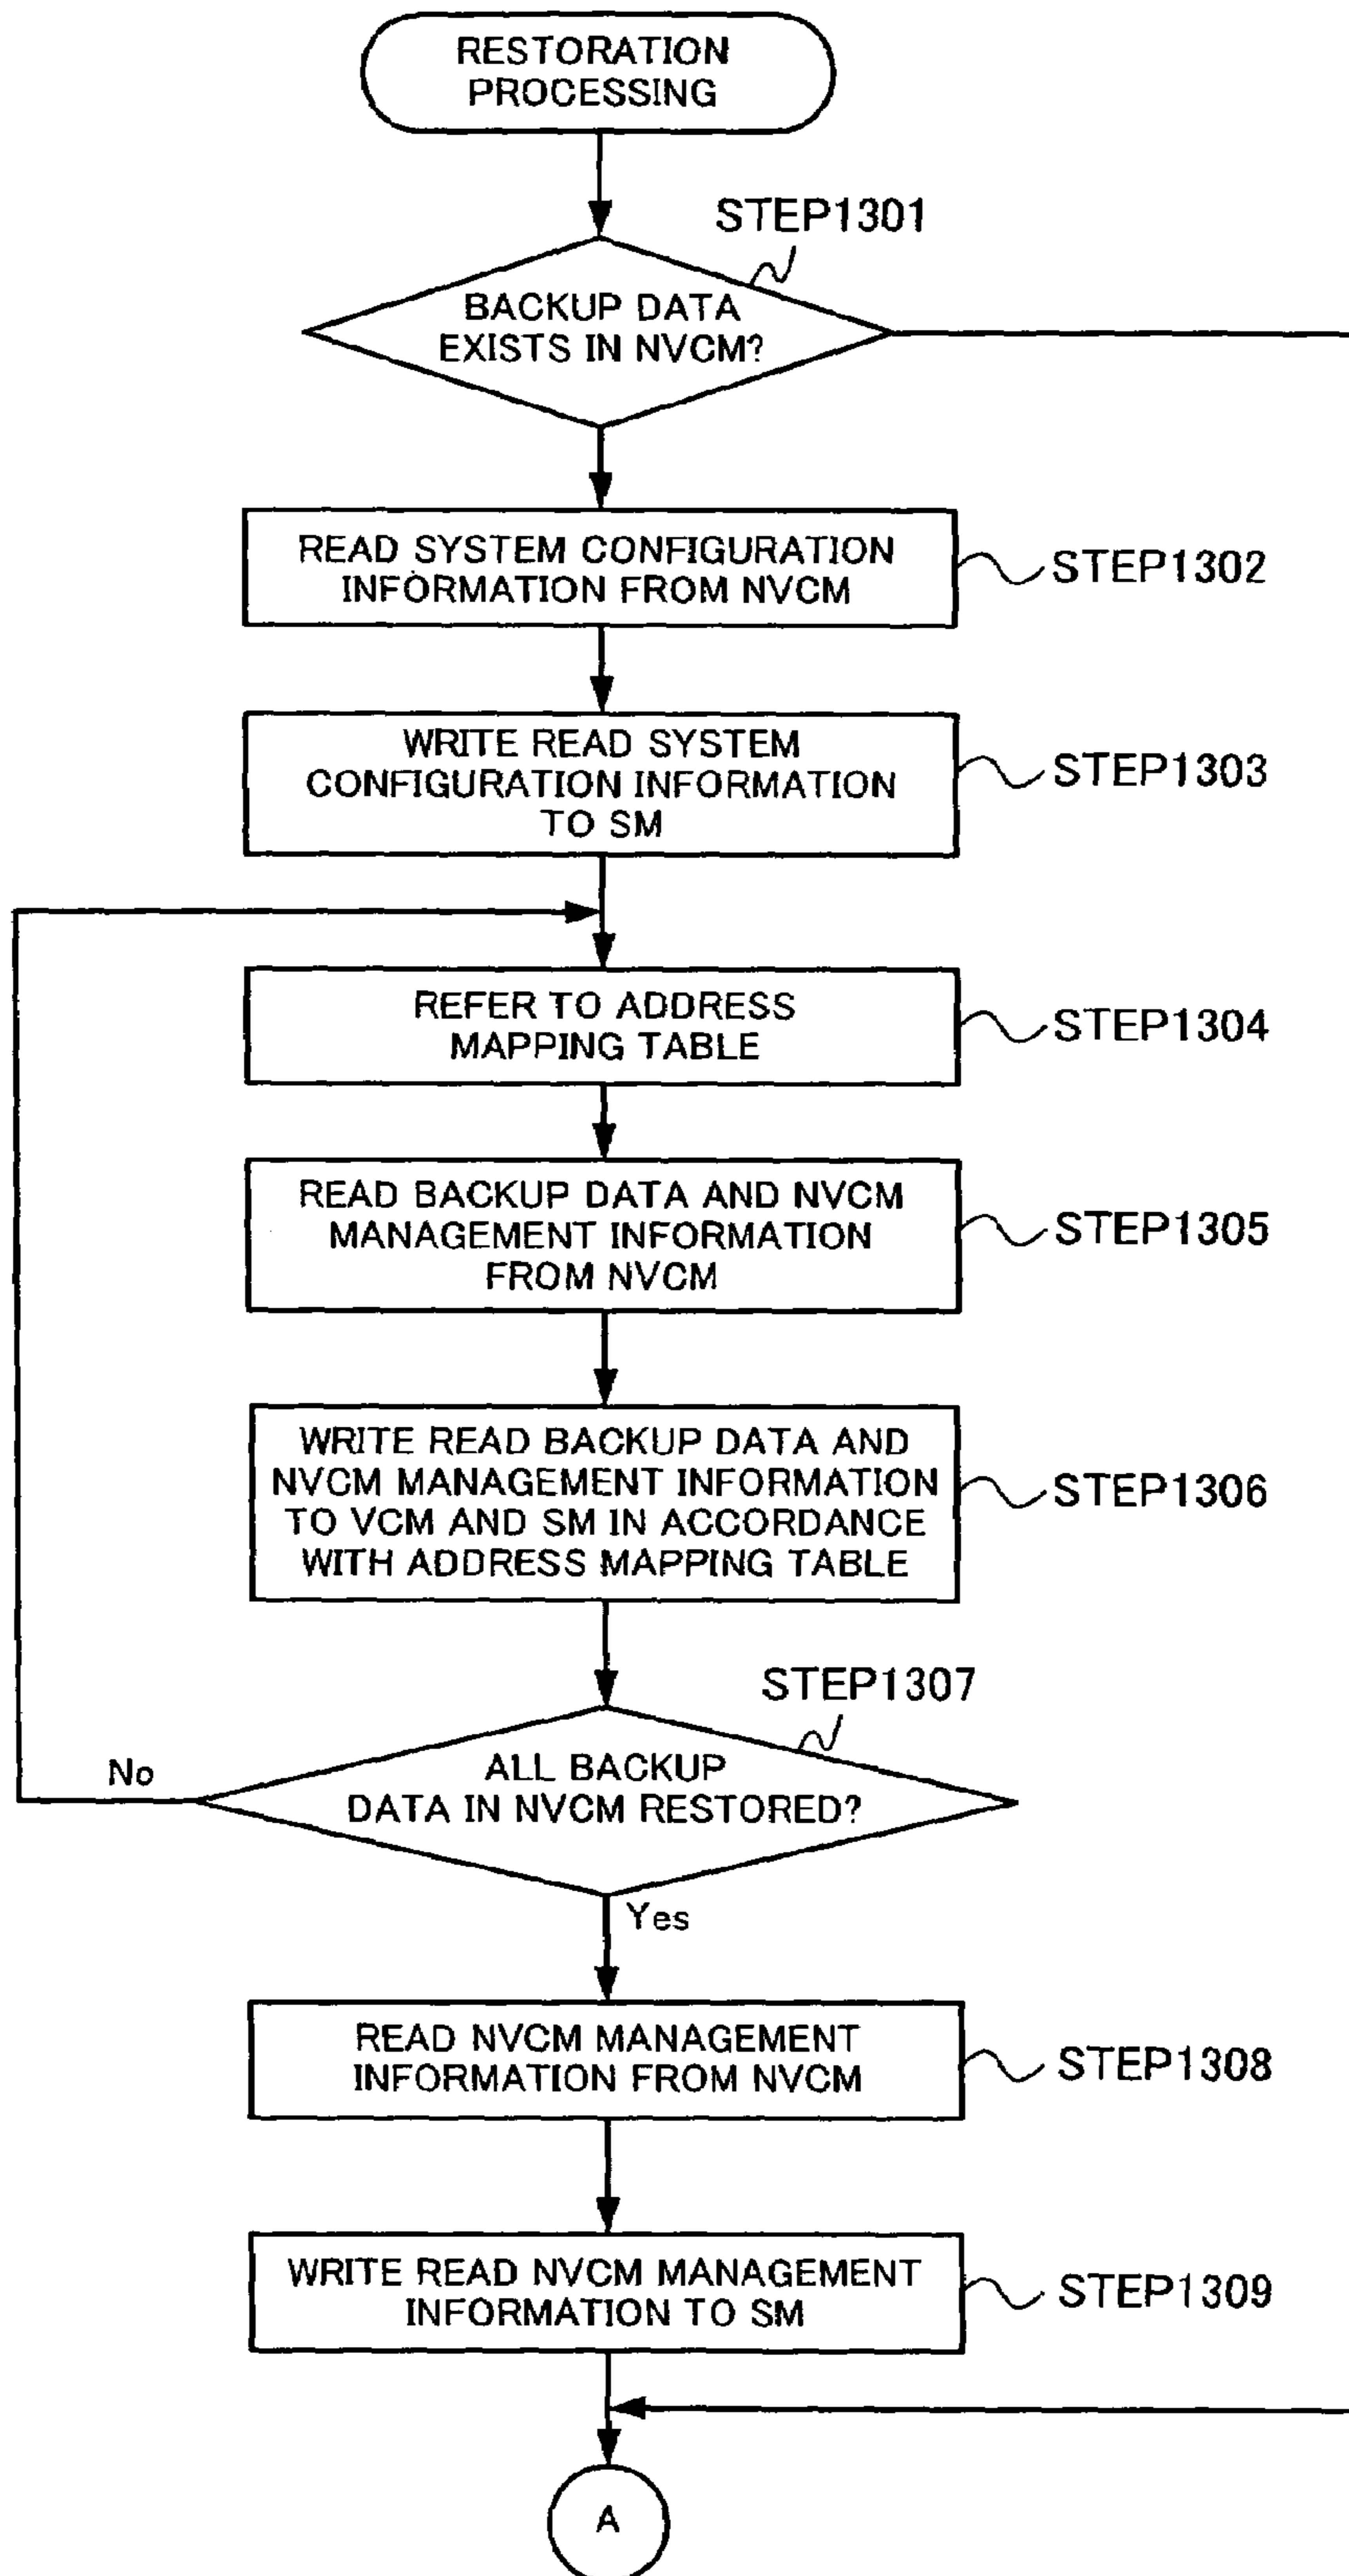 RESTORATION
PROCESSING
STEP1301
BACKUP DATA
EXISTS IN NVCM?
READ SYSTEM CONFIGURATION
INFORMATION FROM NVCM
STEP1302
WRITE READ SYSTEM
CONFIGURATION INFORMATION
TO SM
STEP1303
REFER TO ADDRESS
MAPPING TABLE
STEP1304
READ BACKUP DATA AND NVCM
MANAGEMENT INFORMATION
FROM NVCM
STEP1305
WRITE READ BACKUP DATA AND
NVCM MANAGEMENT INFORMATION
TO VCM AND SM IN ACCORDANCE
WITH ADDRESS MAPPING TABLE
STEP1306
STEP1307
No
ALL BACKUP
DATA IN NVCM RESTORED?
Yes
READ NVCM MANAGEMENT
INFORMATION FROM NVCM
STEP1308
WRITE READ NVCM MANAGEMENT
INFORMATION TO SM
STEP1309
A